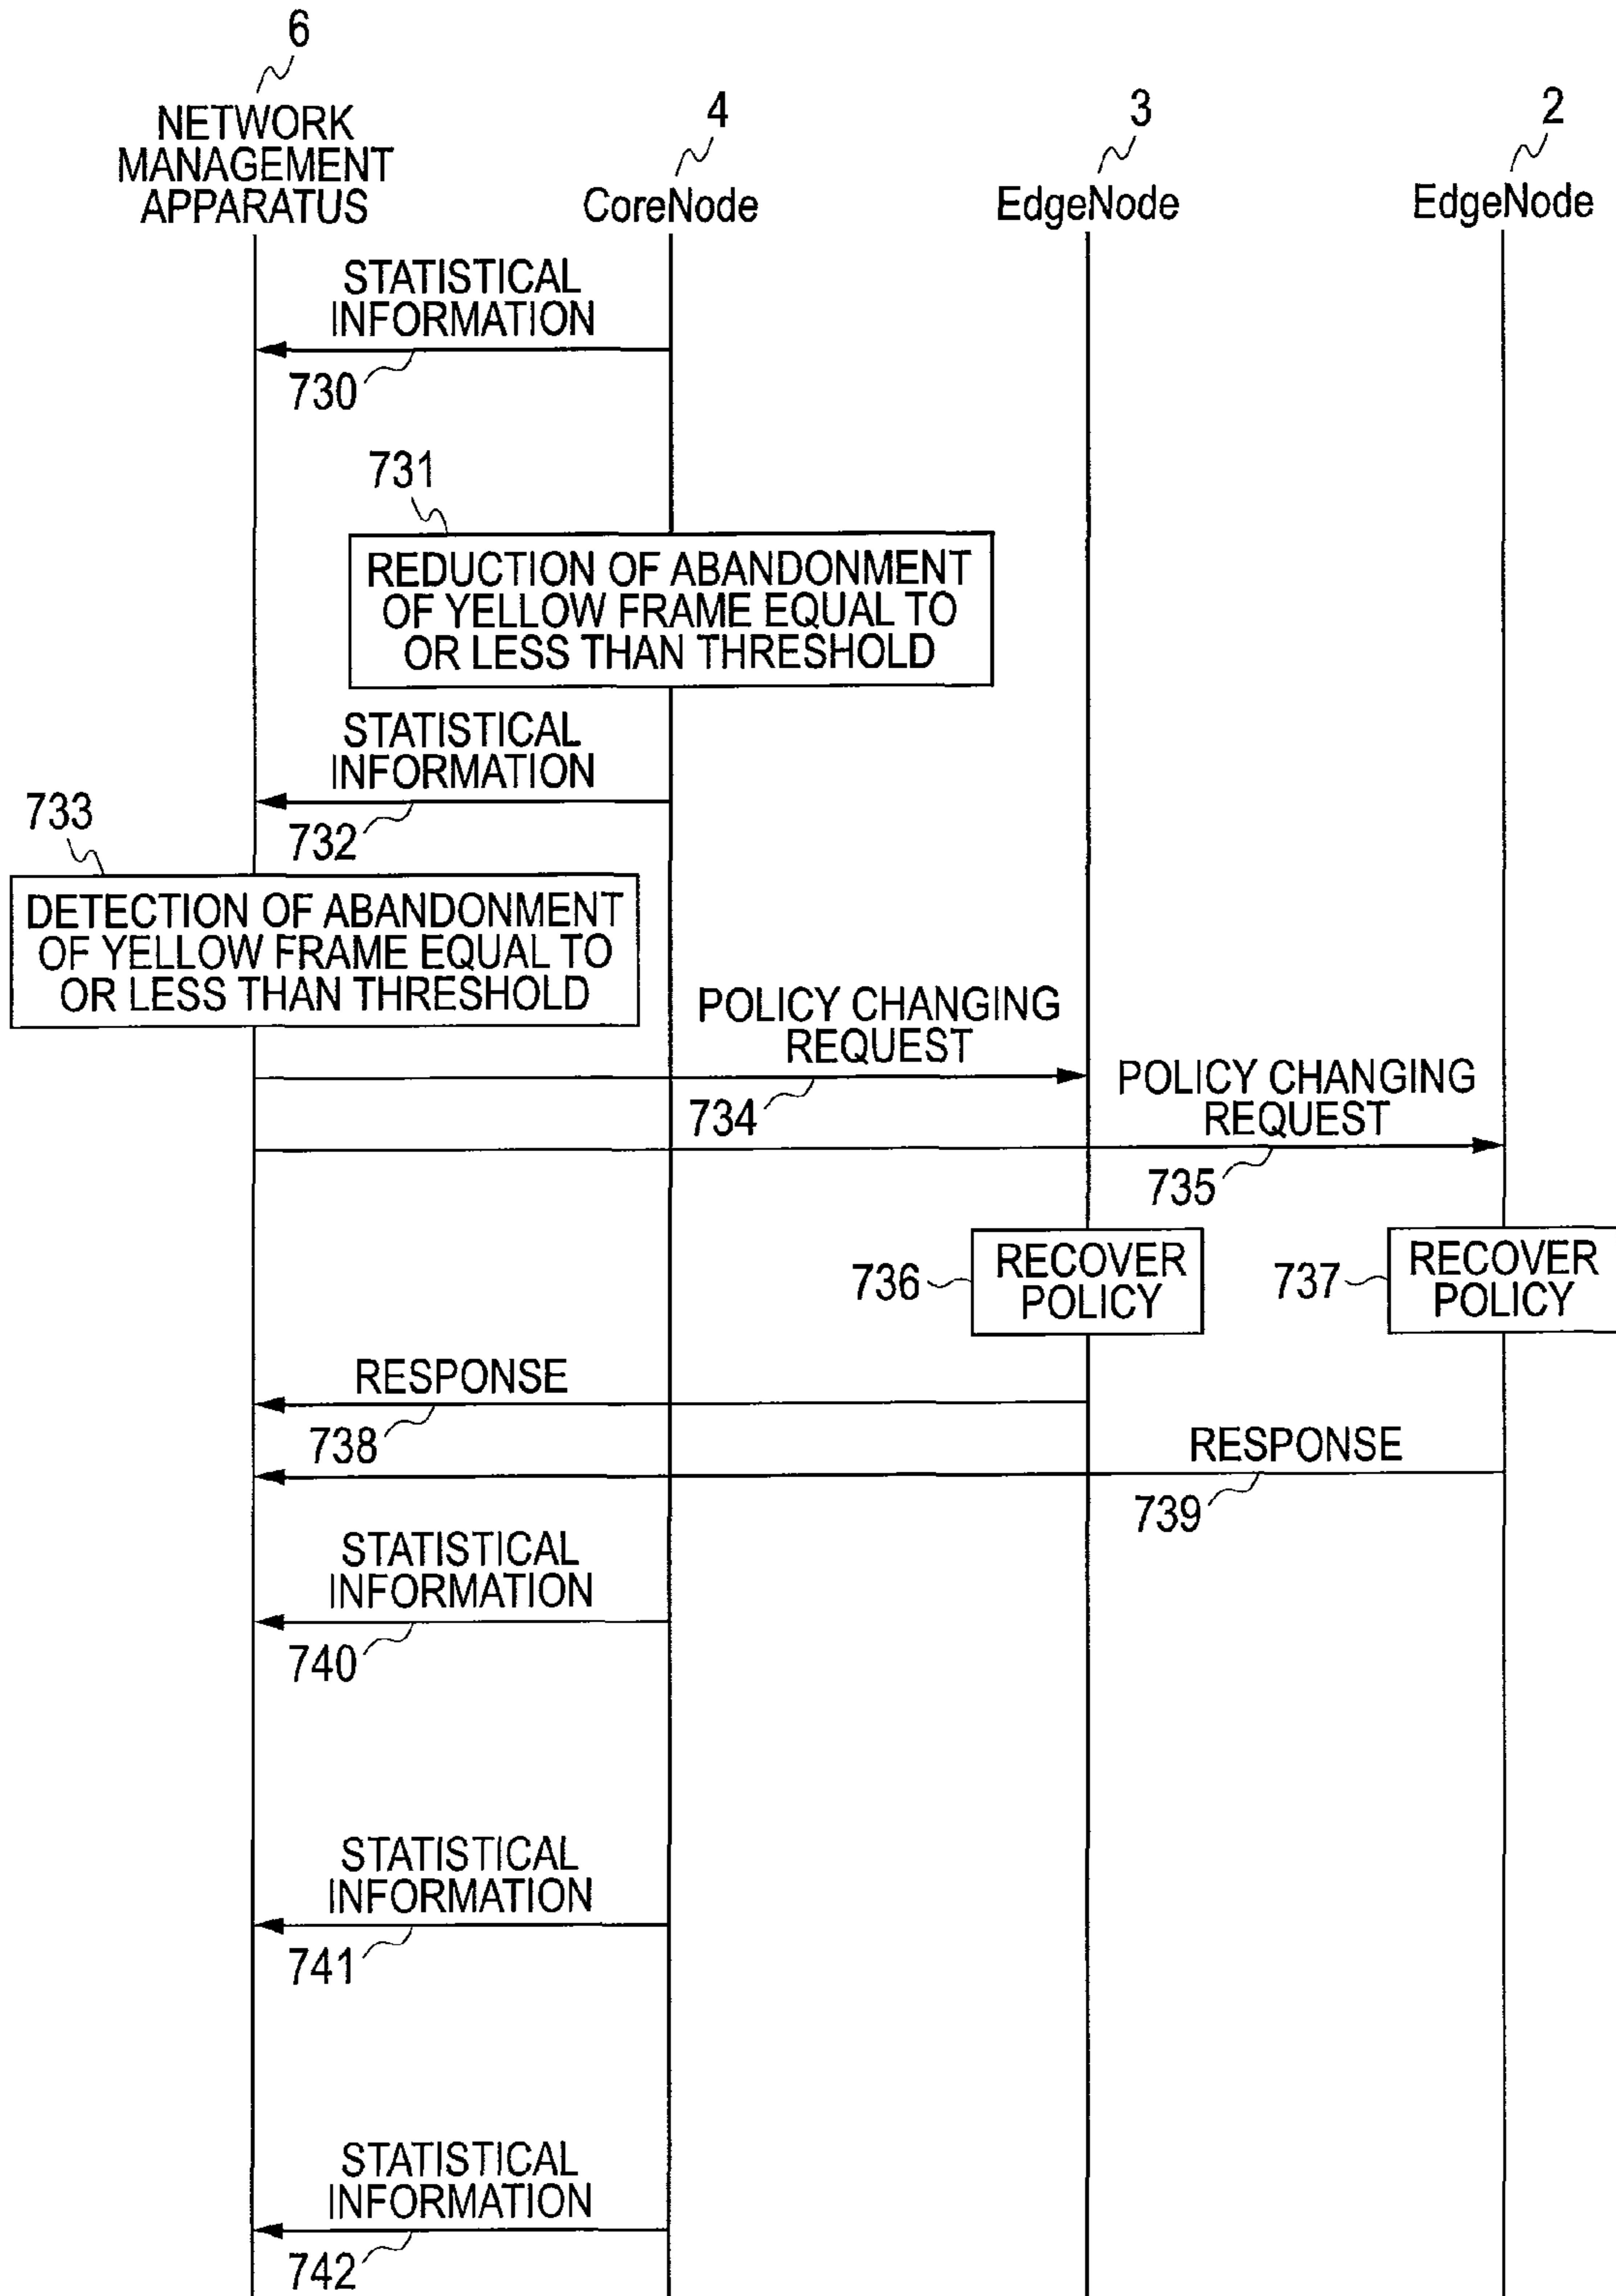 6
NETWORK
MANAGEMENT
APPARATUS
4
CoreNode
3
EdgeNode
2
EdgeNode
STATISTICAL
INFORMATION
730
731
REDUCTION OF ABANDONMENT
OF YELLOW FRAME EQUAL TO
OR LESS THAN THRESHOLD
STATISTICAL
INFORMATION
732
733
DETECTION OF ABANDONMENT
OF YELLOW FRAME EQUAL TO
OR LESS THAN THRESHOLD
POLICY CHANGING
REQUEST
734
POLICY CHANGING
REQUEST
735
736
RECOVER
POLICY
737
RECOVER
POLICY
RESPONSE
738
RESPONSE
739
STATISTICAL
INFORMATION
740
STATISTICAL
INFORMATION
741
STATISTICAL
INFORMATION
742